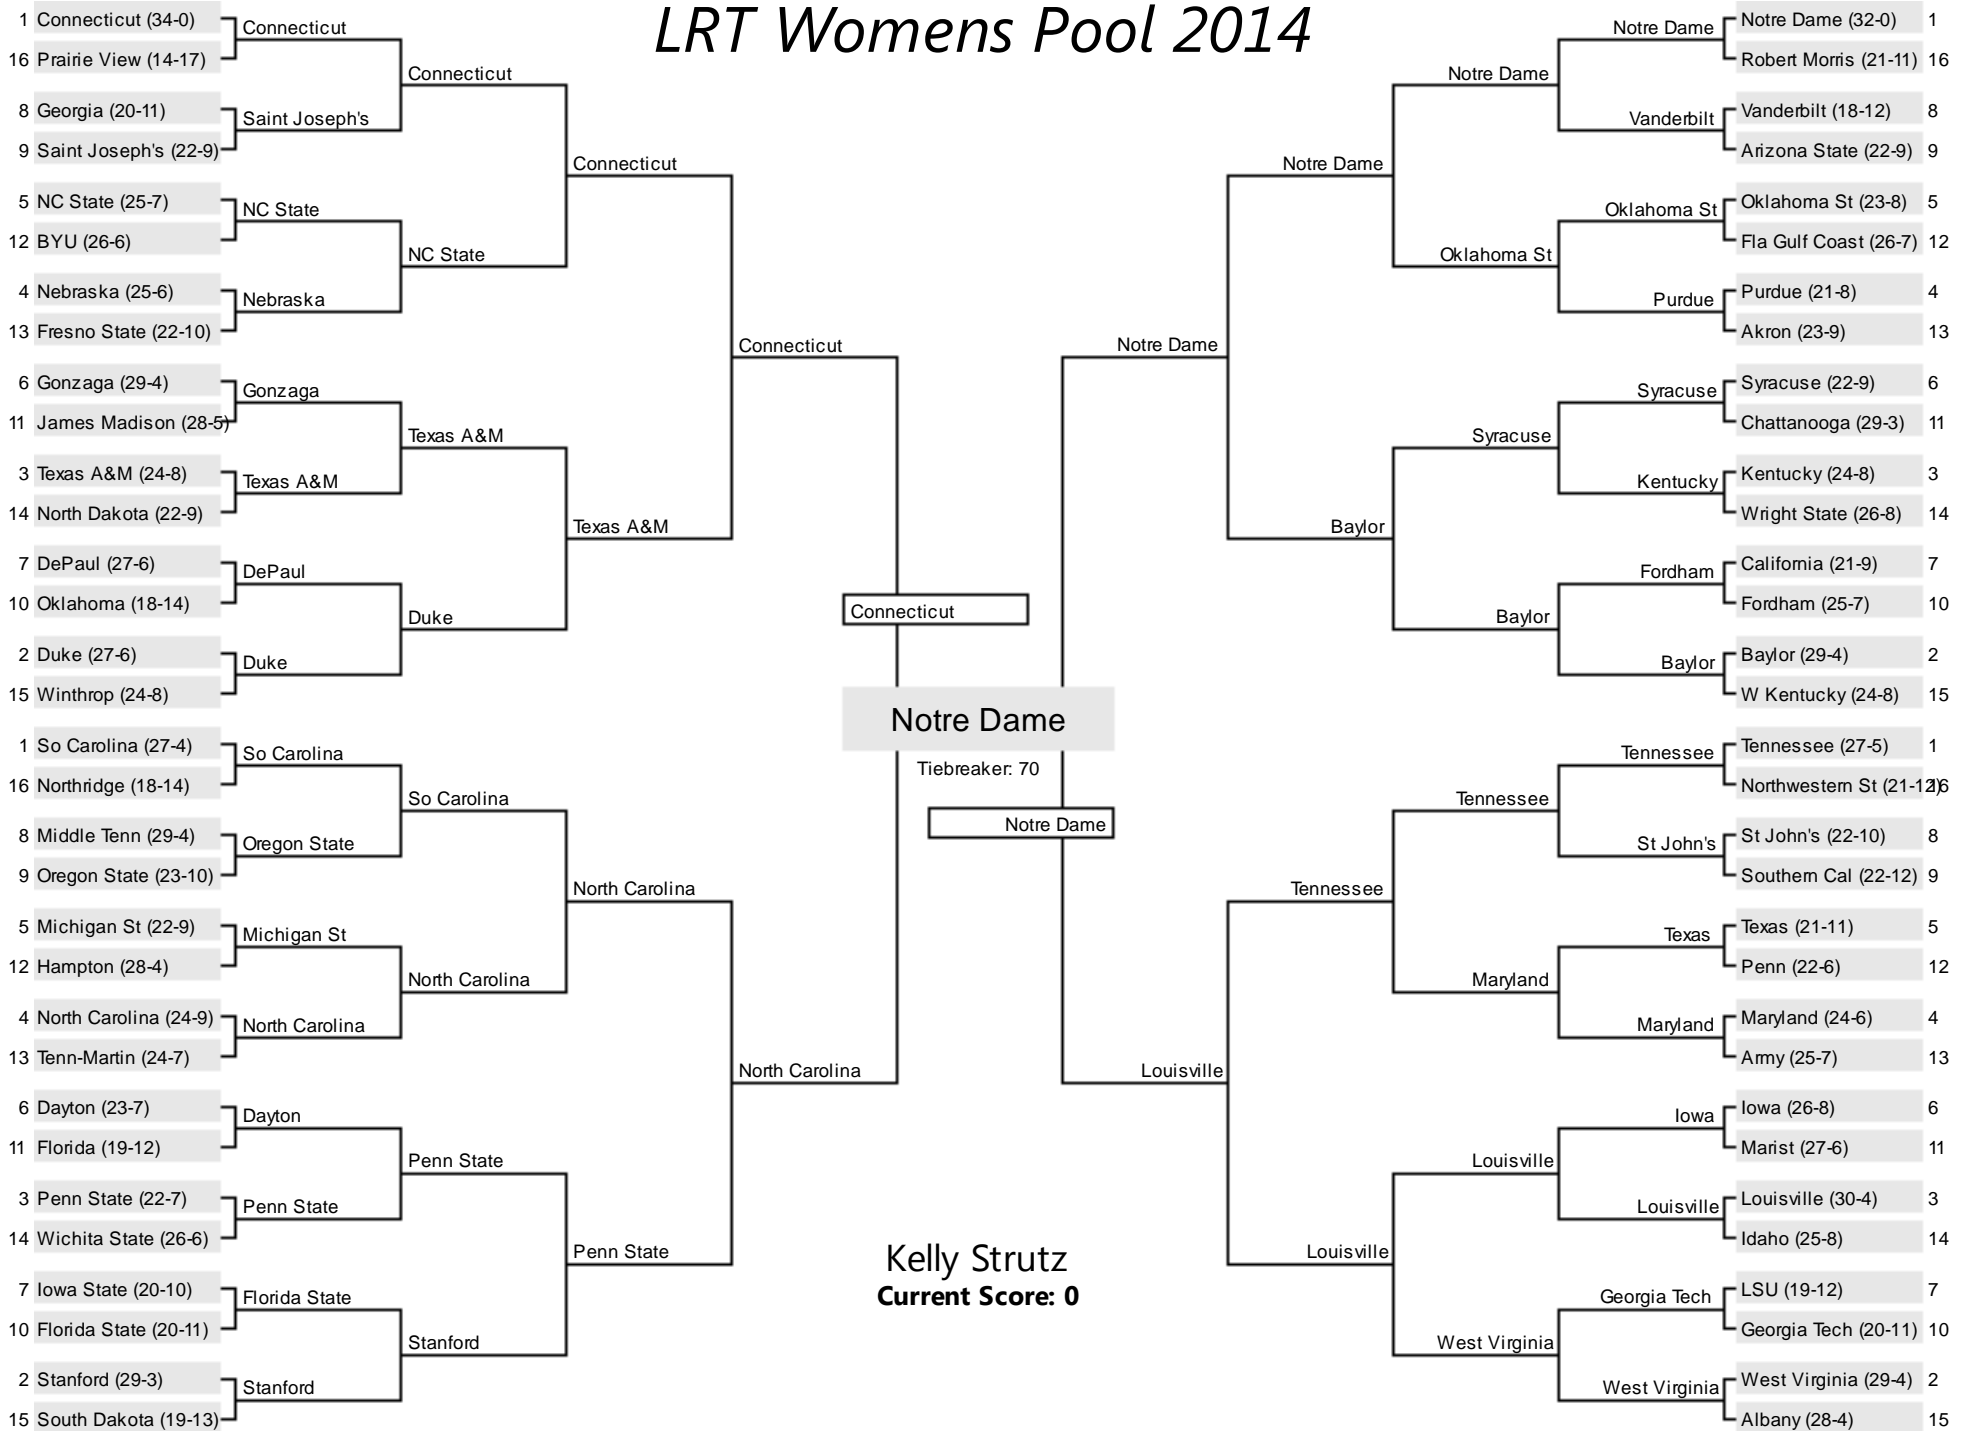 LRT Womens Pool 2014
1 Connecticut (34-0)
16 Prairie View (14-17)
8 Georgia (20-11)
9 Saint Joseph's (22-9)
5 NC State (25-7)
12 BYU (26-6)
4 Nebraska (25-6)
13 Fresno State (22-10)
6 Gonzaga (29-4)
11 James Madison (28-5)
3 Texas A&M (24-8)
14 North Dakota (22-9)
7 DePaul (27-6)
10 Oklahoma (18-14)
2 Duke (27-6)
15 Winthrop (24-8)
1 So Carolina (27-4)
16 Northridge (18-14)
8 Middle Tenn (29-4)
9 Oregon State (23-10)
5 Michigan St (22-9)
12 Hampton (28-4)
4 North Carolina (24-9)
13 Tenn-Martin (24-7)
6 Dayton (23-7)
11 Florida (19-12)
3 Penn State (22-7)
14 Wichita State (26-6)
7 Iowa State (20-10)
10 Florida State (20-11)
2 Stanford (29-3)
15 South Dakota (19-13)
Connecticut
Saint Joseph's
NC State
Nebraska
Gonzaga
Texas A&M
DePaul
Duke
So Carolina
Oregon State
Michigan St
North Carolina
Dayton
Penn State
Florida State
Stanford
Connecticut
NC State
Texas A&M
Duke
So Carolina
North Carolina
Penn State
Stanford
Connecticut
Texas A&M
North Carolina
Penn State
Connecticut
North Carolina
Connecticut
Notre Dame
Tiebreaker: 70
Notre Dame
Kelly Strutz
Current Score: 0
Notre Dame
Louisville
Notre Dame
Baylor
Tennessee
Louisville
Notre Dame
Oklahoma St
Syracuse
Baylor
Tennessee
Maryland
Louisville
West Virginia
Notre Dame
Vanderbilt
Oklahoma St
Purdue
Syracuse
Kentucky
Fordham
Baylor
Tennessee
St John's
Texas
Maryland
Iowa
Louisville
Georgia Tech
West Virginia
Notre Dame (32-0) 1
Robert Morris (21-11) 16
Vanderbilt (18-12) 8
Arizona State (22-9) 9
Oklahoma St (23-8) 5
Fla Gulf Coast (26-7) 12
Purdue (21-8) 4
Akron (23-9) 13
Syracuse (22-9) 6
Chattanooga (29-3) 11
Kentucky (24-8) 3
Wright State (26-8) 14
California (21-9) 7
Fordham (25-7) 10
Baylor (29-4) 2
W Kentucky (24-8) 15
Tennessee (27-5) 1
Northwestern St (21-12) 16
St John's (22-10) 8
Southern Cal (22-12) 9
Texas (21-11) 5
Penn (22-6) 12
Maryland (24-6) 4
Army (25-7) 13
Iowa (26-8) 6
Marist (27-6) 11
Louisville (30-4) 3
Idaho (25-8) 14
LSU (19-12) 7
Georgia Tech (20-11) 10
West Virginia (29-4) 2
Albany (28-4) 15